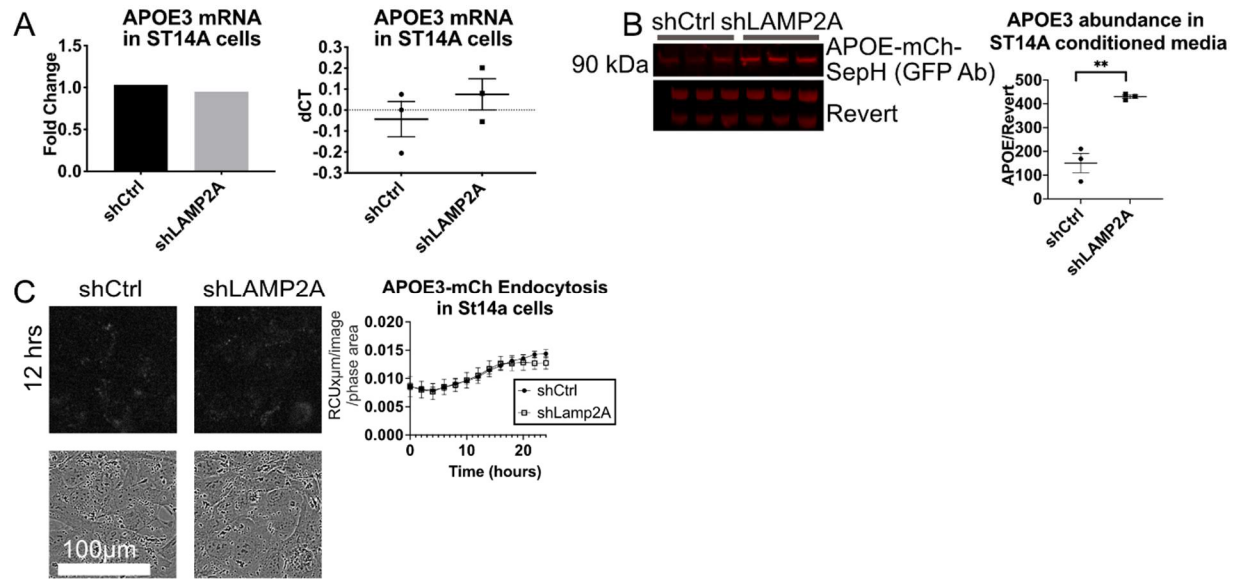 A
APOE3 mRNA
in ST14A cells
Fold Change
1.5
1.0
0.5
0.0
shCtrl
shLAMP2A
APOE3 mRNA
in ST14A cells
dCT
0.3
0.2
0.1
0.0
-0.1
-0.2
-0.3
shCtrl
shLAMP2A
B
shCtrl shLAMP2A
90 kDa
APOE-mCh-
SepH (GFP Ab)
Revert
APOE3 abundance in
ST14A conditioned media
**
APOE/Revert
500
400
300
200
100
0
shCtrl
shLAMP2A
C
shCtrl
shLAMP2A
12 hrs
100µm
APOE3-mCh Endocytosis
in St14a cells
RCUxµm/image
/phase area
0.020
0.015
0.010
0.005
0.000
shCtrl
shLamp2A
0
10
20
Time (hours)